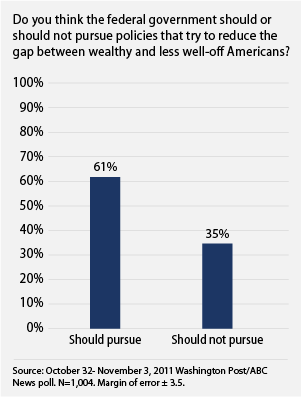 Do you think the federal government should or
should not pursue policies that try to reduce the
gap between wealthy and less well-off Americans?
100%
90%
80%
70%
60%
50%
40%
30%
20%
10%
0%
61%
35%
Should pursue
Should not pursue
Source: October 32- November 3, 2011 Washington Post/ABC
News poll. N=1,004. Margin of error ± 3.5.